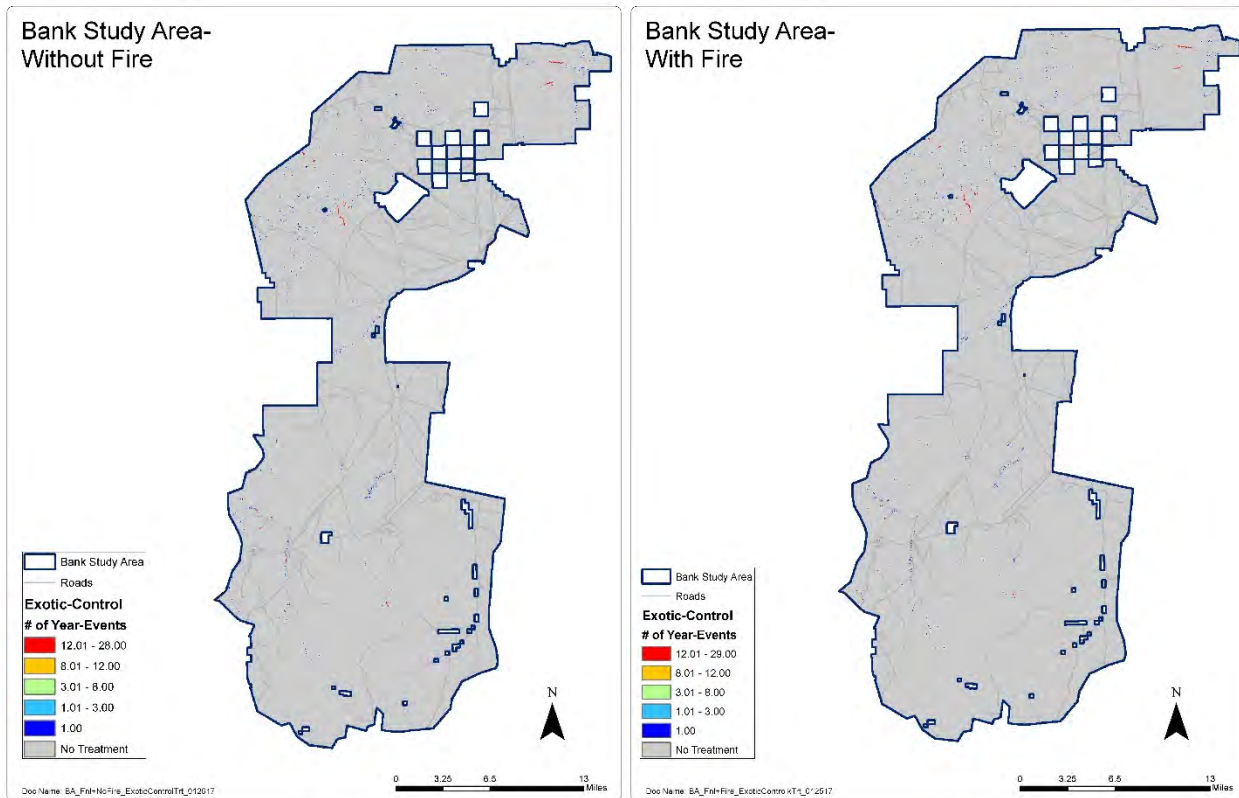 Bank Study Area-
Without Fire
Bank Study Area
Roads
Exotic-Control
# of Year-Events
12.01 - 28.00
8.01 - 12.00
3.01 - 8.00
1.01 - 3.00
1.00
No Treatment
N
0 3.25 6.5 13
Miles
Doc Name: BA_Fnl+NoFire_ExoticControlTrt_012017
Bank Study Area-
With Fire
Bank Study Area
Roads
Exotic-Control
# of Year-Events
12.01 - 29.00
8.01 - 12.00
3.01 - 8.00
1.01 - 3.00
1.00
No Treatment
N
0 3.25 6.5 13
Miles